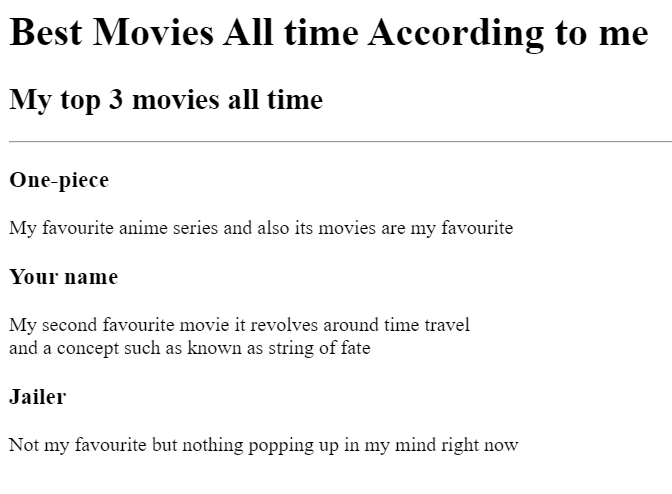 Best Movies All time According to me
My top 3 movies all time
One-piece
My favourite anime series and also its movies are my favourite
Your name
My second favourite movie it revolves around time travel
and a concept such as known as string of fate
Jailer
Not my favourite but nothing popping up in my mind right now